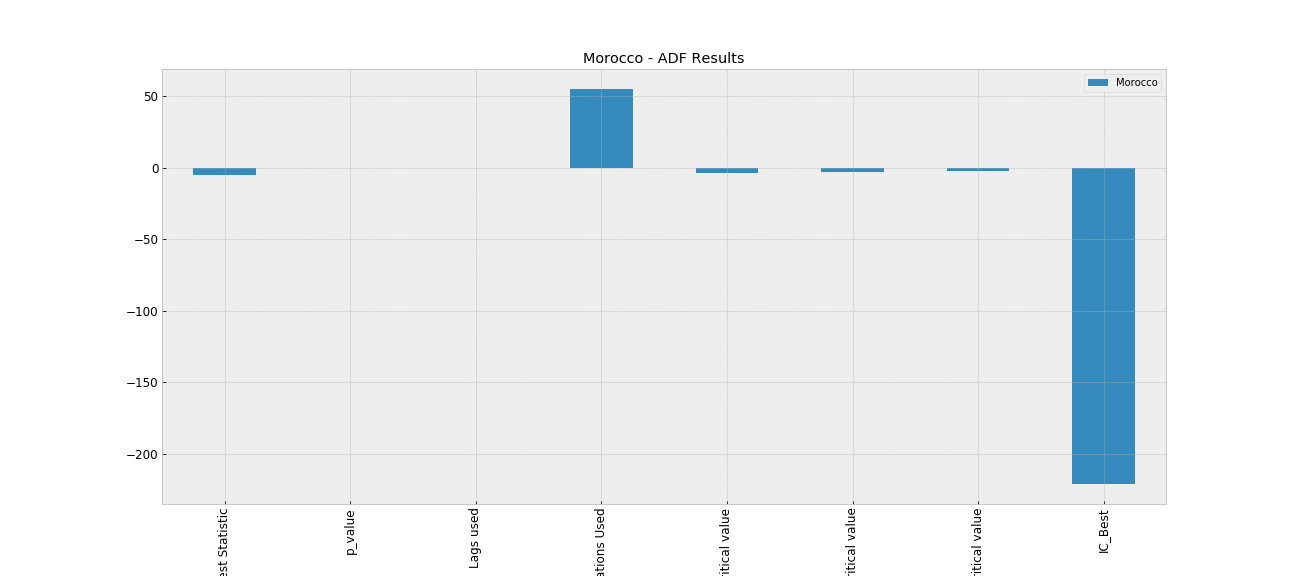 Morocco - ADF Results
Morocco
50
0
−50
−100
−150
−200
est Statistic
p_value
Lags used
ations Used
ritical value
ritical value
ritical value
IC_Best